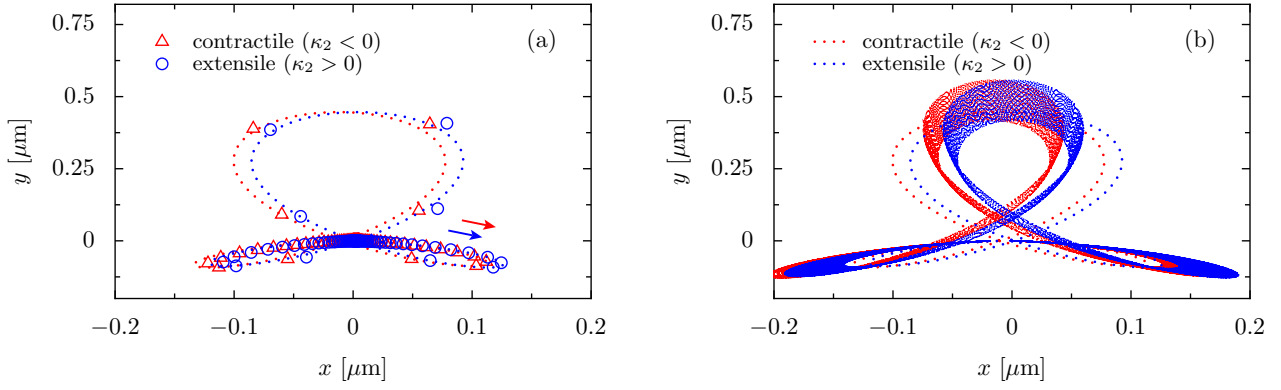 0.75
0.5
0.25
0
−0.2
−0.1
0
0.1
0.2
y [μm]
x [μm]
contractile (κ₂ < 0)
extensile (κ₂ > 0)
(a)
0.75
0.5
0.25
0
−0.2
−0.1
0
0.1
0.2
y [μm]
x [μm]
contractile (κ₂ < 0)
extensile (κ₂ > 0)
(b)